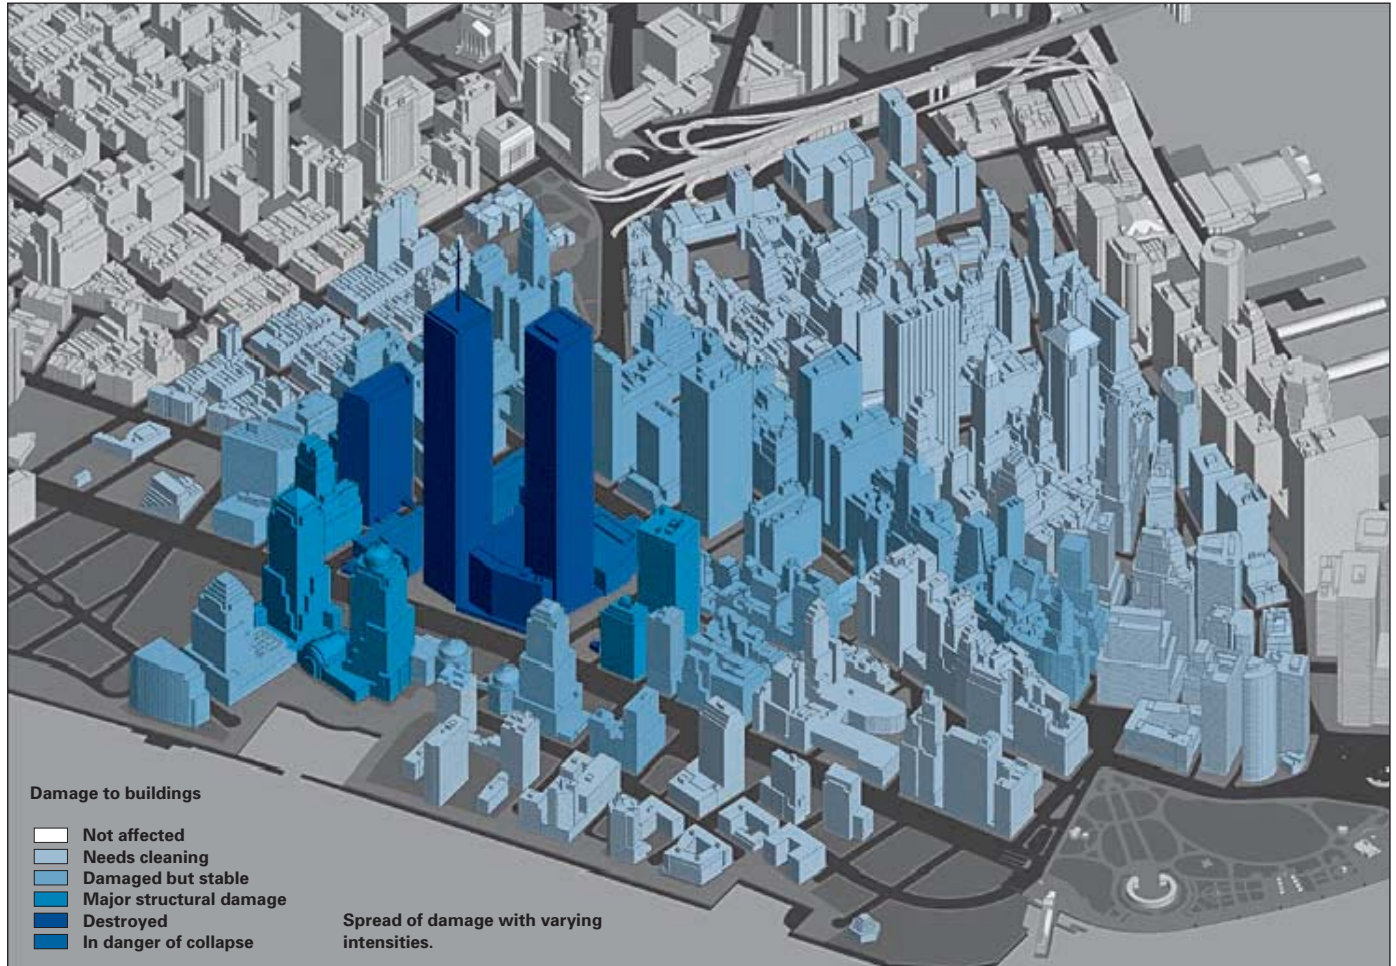 Damage to buildings
Not affected
Needs cleaning
Damaged but stable
Major structural damage
Destroyed
In danger of collapse
Spread of damage with varying
intensities.